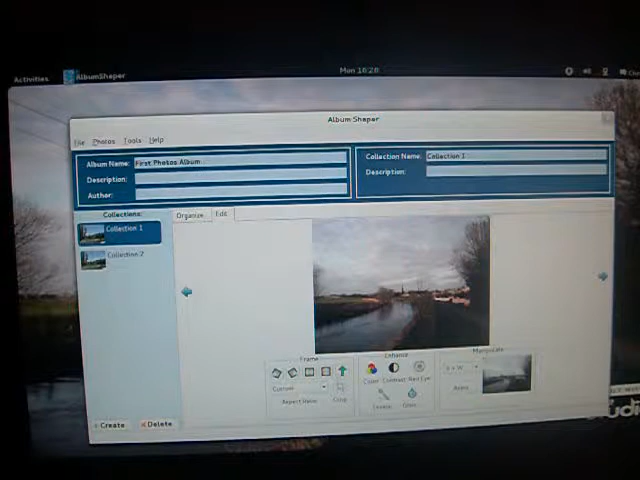 Activities AlbumShaper Mon 16:28
Album Shaper
File Photos Tools Help
Album Name: First Photos Album
Description:
Author:
Collection Name: Collection 1
Description:
Collections:
Collection 1
Collection 2
Organize Edit
Frame
Custom
Aspect Ratio Crop
Enhance
Color Contrast Red Eye
Levels
Manipulate
B + W
Apply
Create Delete